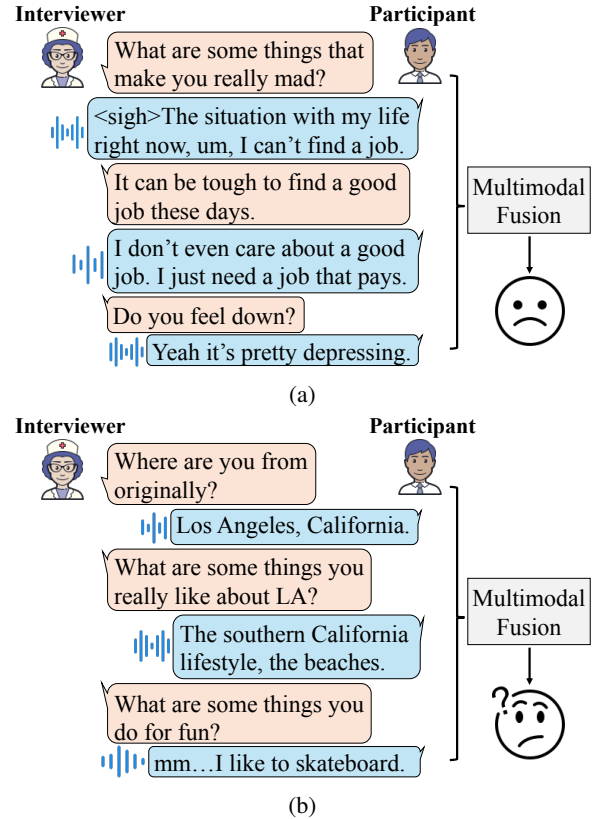 Interviewer Participant
What are some things that
make you really mad?
<sigh>The situation with my life
right now, um, I can't find a job.
It can be tough to find a good
job these days.
I don't even care about a good
job. I just need a job that pays.
Do you feel down?
Yeah it's pretty depressing.
Multimodal
Fusion
(a)
Interviewer Participant
Where are you from
originally?
Los Angeles, California.
What are some things you
really like about LA?
The southern California
lifestyle, the beaches.
What are some things you
do for fun?
mm…I like to skateboard.
Multimodal
Fusion
?
(b)